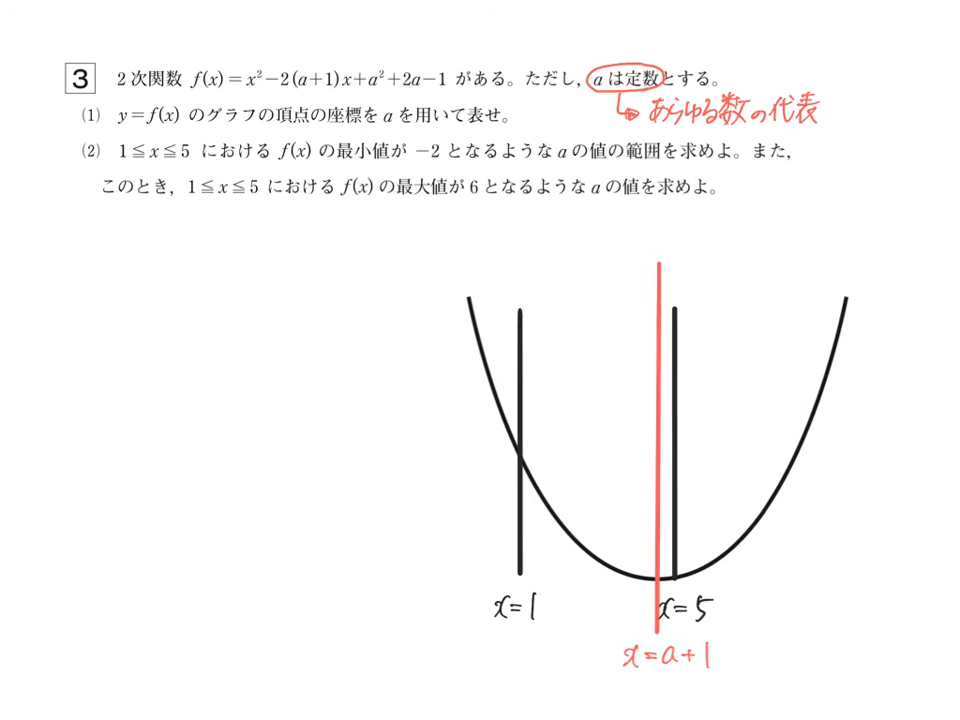 3 2次関数 f(x)=x²−2(a+1)x+a²+2a−1 がある。ただし, aは定数とする。
あらゆる数の代表
(1) y=f(x) のグラフの頂点の座標を a を用いて表せ。
(2) 1≦x≦5 における f(x) の最小値が −2 となるような a の値の範囲を求めよ。また,
このとき, 1≦x≦5 における f(x) の最大値が 6 となるような a の値を求めよ。
x=1 x=5
x=a+1